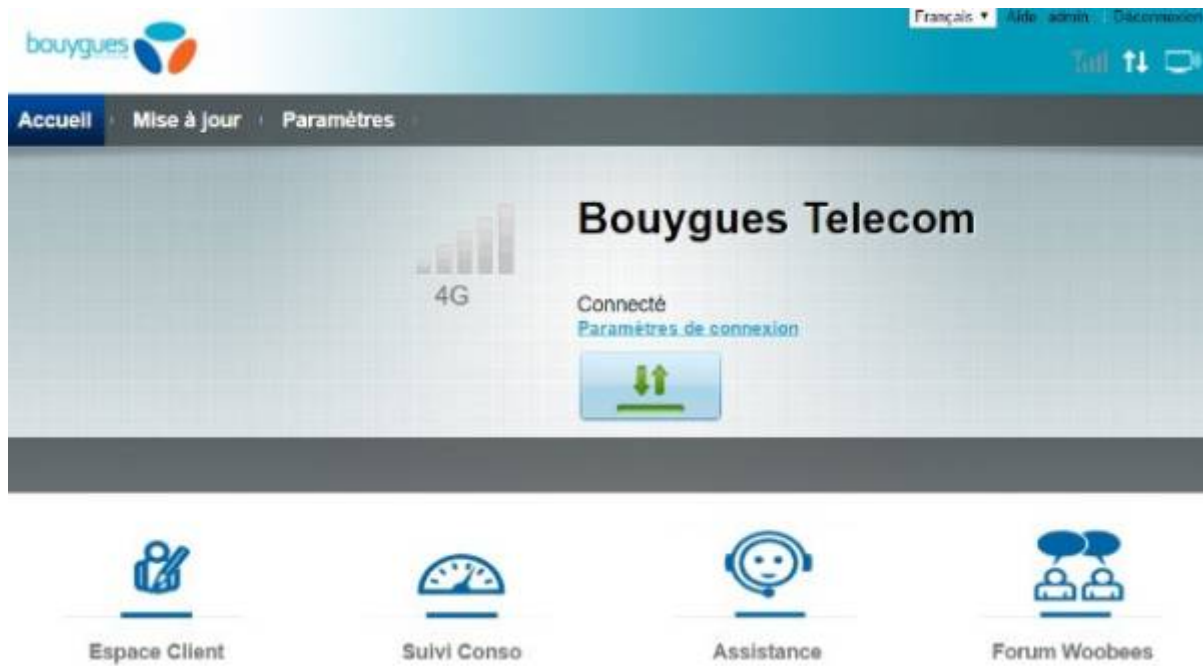 Français
Aide admin Déconnexion
bouygues
Accueil Mise à jour Paramètres
Bouygues Telecom
4G
Connecté
Paramètres de connexion
Espace Client
Suivi Conso
Assistance
Forum Woobees